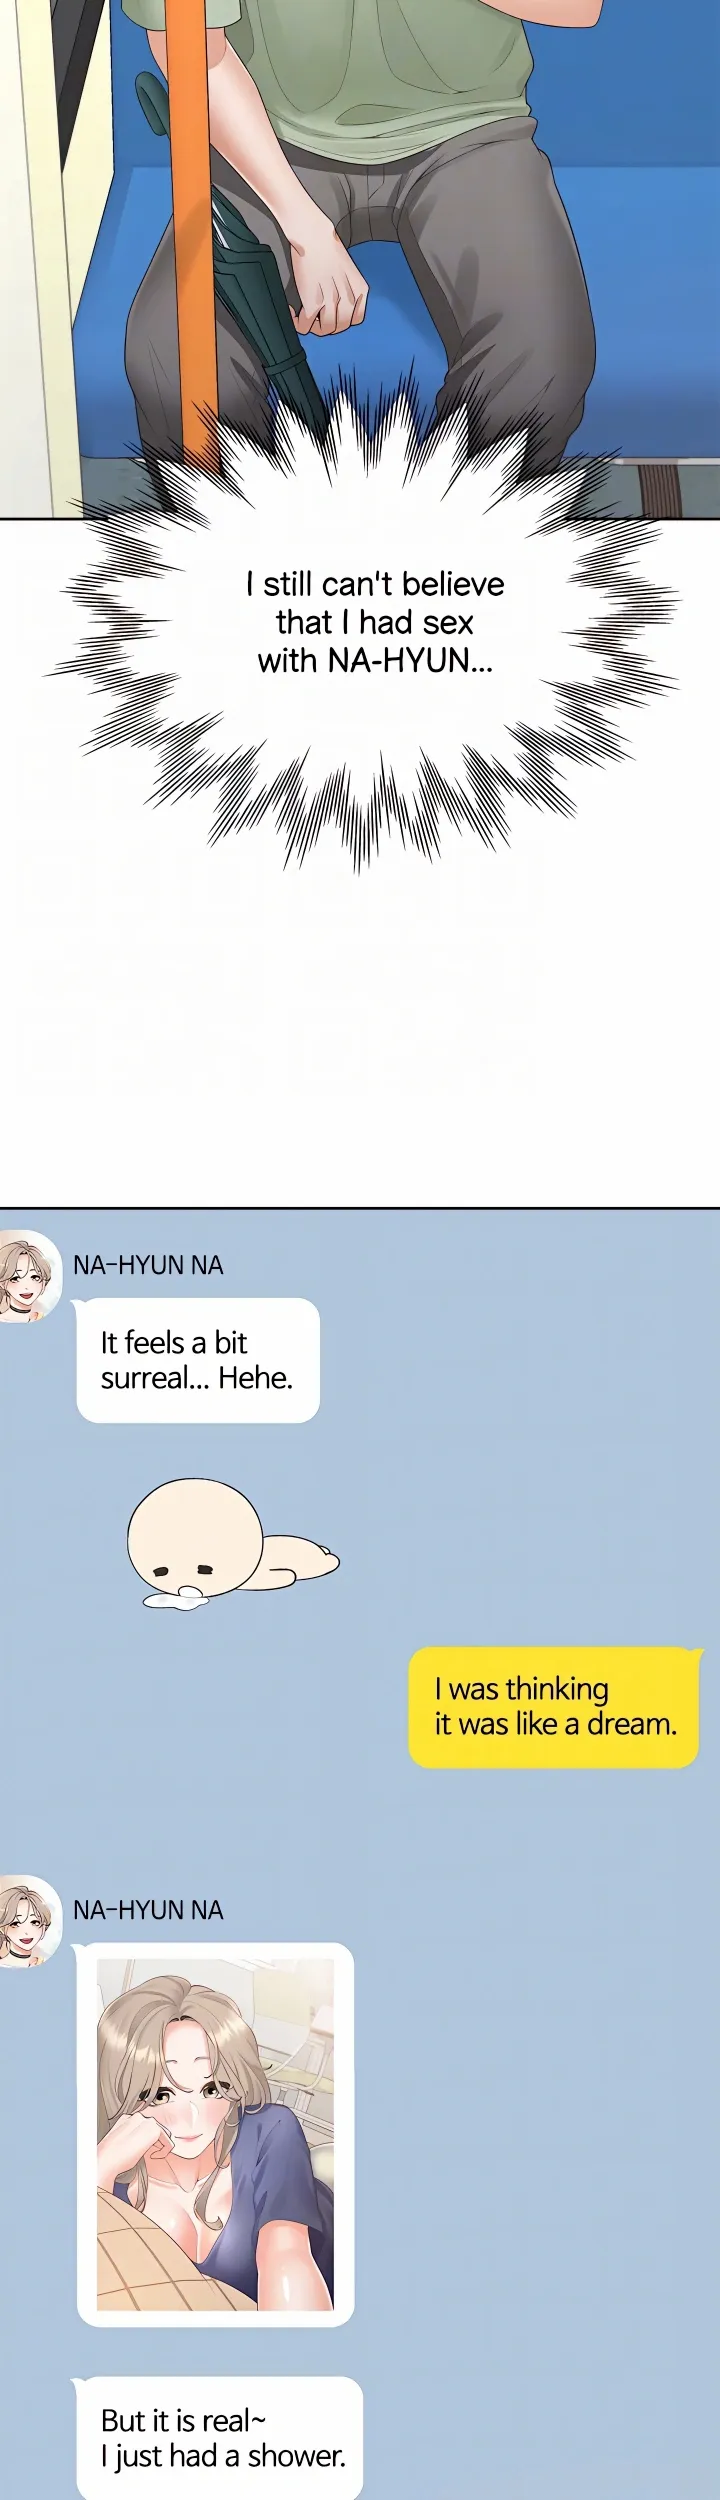 I still can't believe
that I had sex
with NA-HYUN...
NA-HYUN NA
It feels a bit
surreal... Hehe.
I was thinking
it was like a dream.
NA-HYUN NA
But it is real~
I just had a shower.